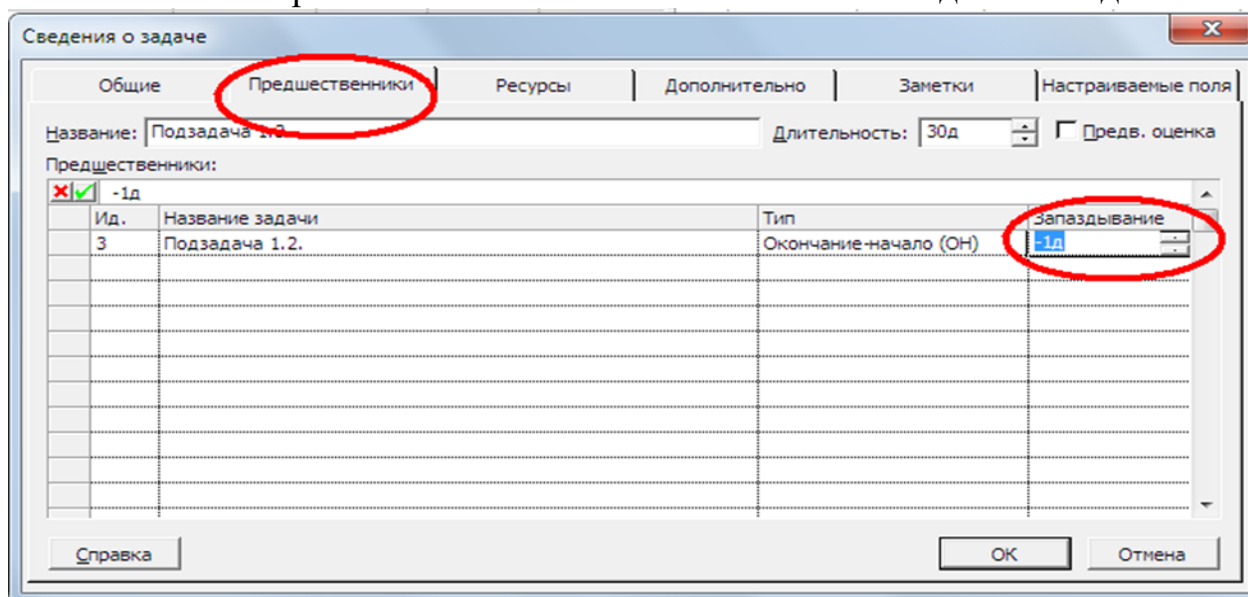 Сведения о задаче
Общие Предшественники Ресурсы Дополнительно Заметки Настраиваемые поля
Название: Подзадача Длительность: 30д Предв. оценка
Предшественники:
-1д
Ид. Название задачи Тип Запаздывание
3 Подзадача 1.2. Окончание-начало (ОН) -1д
Справка ОК Отмена